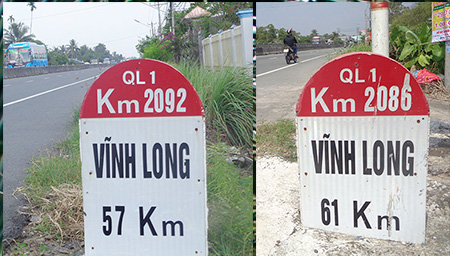 QL 1
Km 2092
VĨNH LONG
57 Km
QL 1
Km 2086
VĨNH LONG
61 Km